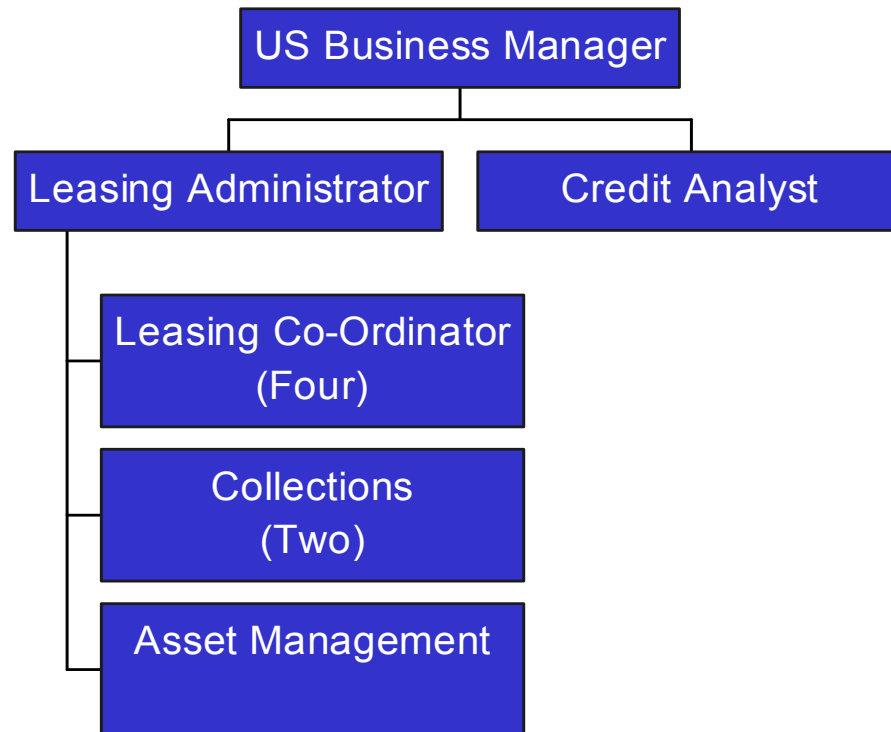 US Business Manager
Leasing Administrator
Credit Analyst
Leasing Co-Ordinator
(Four)
Collections
(Two)
Asset Management